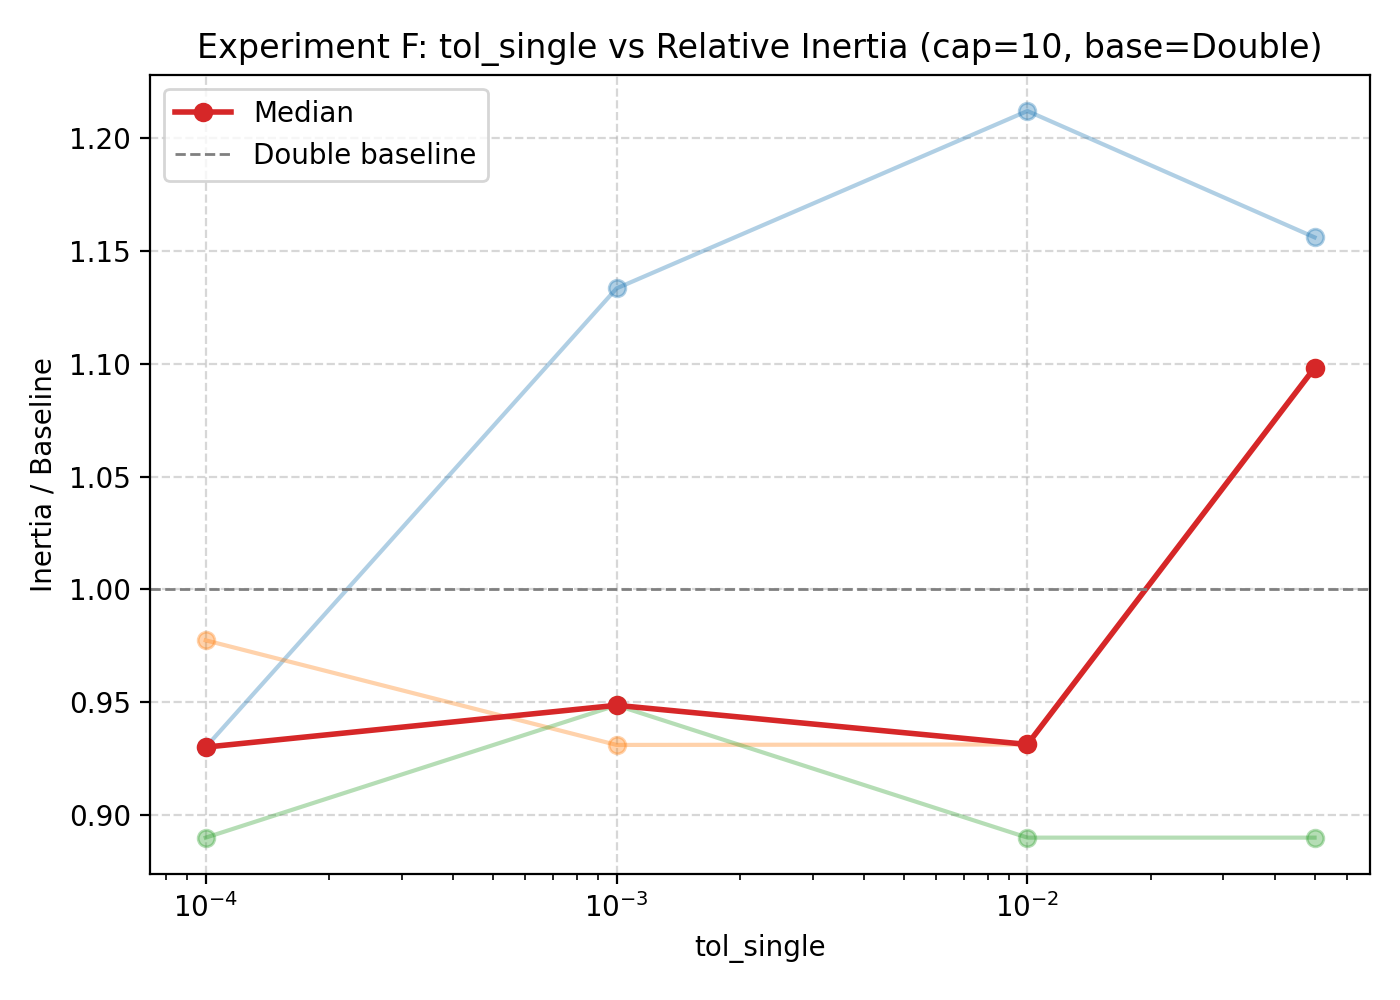 Experiment F: tol_single vs Relative Inertia (cap=10, base=Double)
Median
Double baseline
1.20
1.15
1.10
1.05
1.00
0.95
0.90
Inertia / Baseline
10⁻⁴ 10⁻³ 10⁻²
tol_single